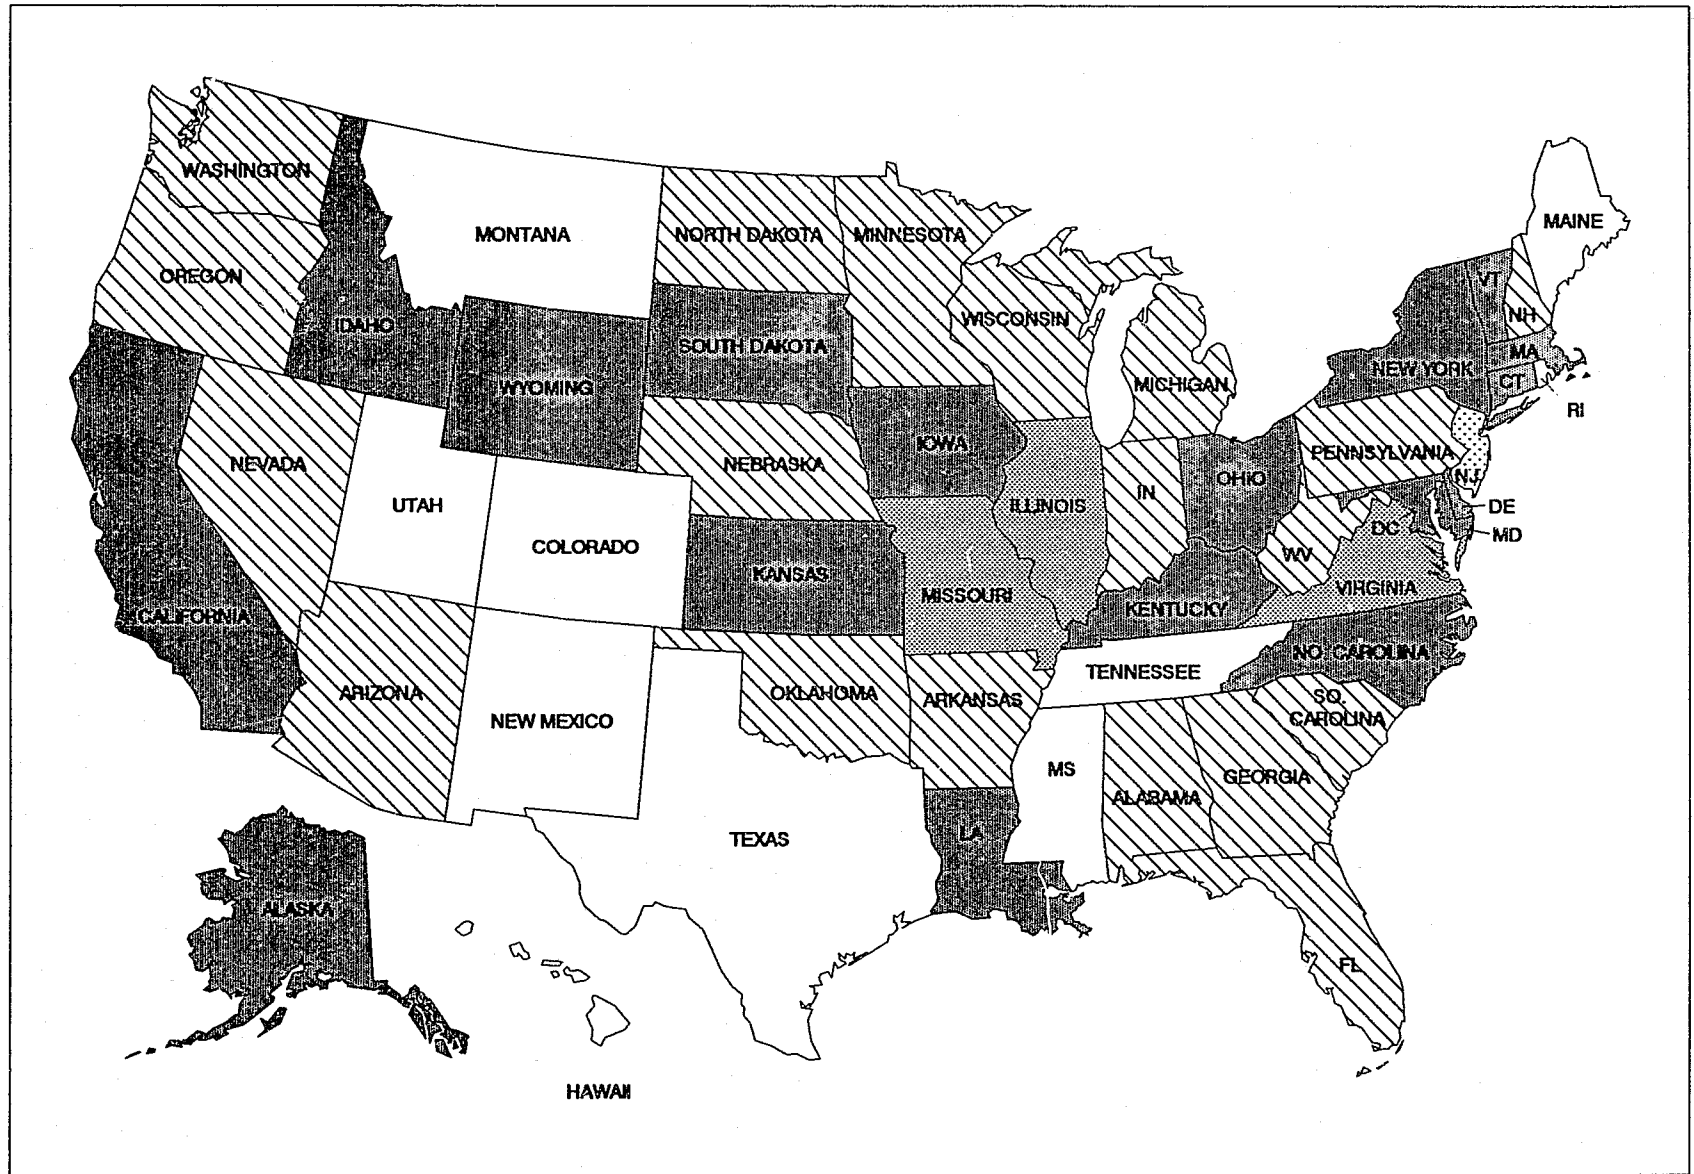 WASHINGTON
MONTANA
NORTH DAKOTA
MINNESOTA
MAINE
OREGON
IDAHO
VT
NH
WISCONSIN
SOUTH DAKOTA
MA
NEW YORK
WYOMING
MICHIGAN
CT
RI
IOWA
NEVADA
NEBRASKA
PENNSYLVANIA
NJ
OHIO
IN
UTAH
ILLINOIS
DE
DC
MD
COLORADO
WV
KANSAS
VIRGINIA
MISSOURI
KENTUCKY
CALIFORNIA
NO. CAROLINA
TENNESSEE
ARIZONA
OKLAHOMA
ARKANSAS
SO.
CAROLINA
NEW MEXICO
MS
GEORGIA
ALABAMA
LA
TEXAS
ALASKA
FL
HAWAII